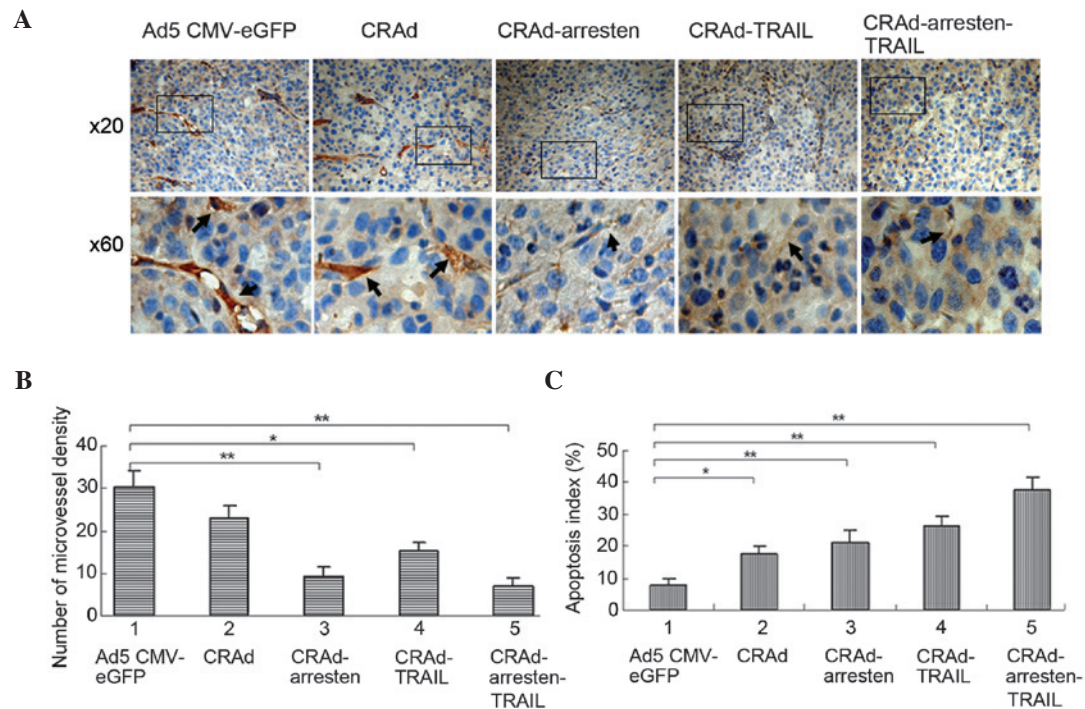 A
Ad5 CMV-eGFP
CRAd
CRAd-arresten
CRAd-TRAIL
CRAd-arresten-
TRAIL
x20
x60
B
Number of microvessel density
40
30
20
10
0
**
*
**
1
2
3
4
5
Ad5 CMV-
eGFP
CRAd
CRAd-
arresten
CRAd-
TRAIL
CRAd-
arresten-
TRAIL
C
Apoptosis index (%)
50
40
30
20
10
0
**
**
**
*
1
2
3
4
5
Ad5 CMV-
eGFP
CRAd
CRAd-
arresten
CRAd-
TRAIL
CRAd-
arresten-
TRAIL